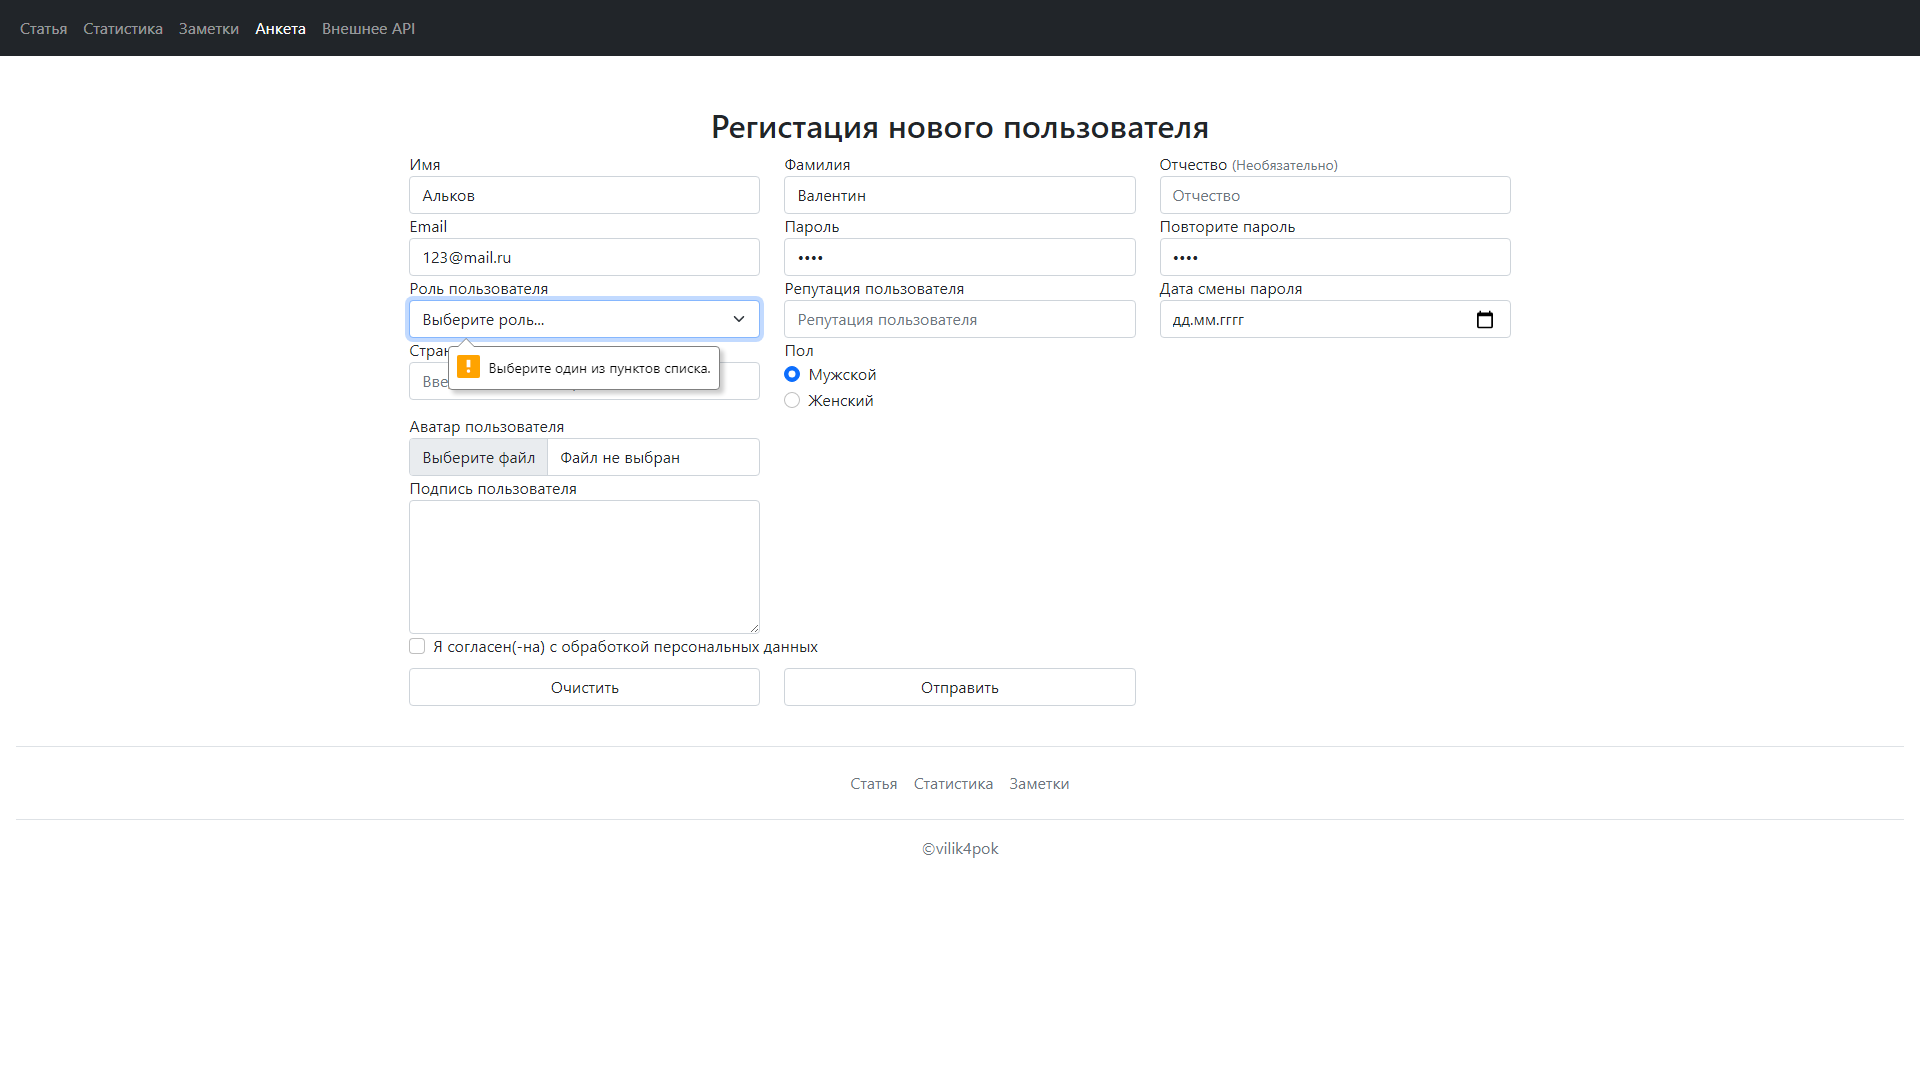 Статья Статистика Заметки Анкета Внешнее API
Регистация нового пользователя
Имя Фамилия Отчество (Необязательно)
Альков Валентин Отчество
Email Пароль Повторите пароль
123@mail.ru •••• ••••
Роль пользователя Репутация пользователя Дата смены пароля
Выберите роль... Репутация пользователя дд.мм.гггг
Пол
Выберите один из пунктов списка.
Мужской
Женский
Аватар пользователя
Выберите файл Файл не выбран
Подпись пользователя
Я согласен(-на) с обработкой персональных данных
Очистить Отправить
Статья Статистика Заметки
©vilik4pok